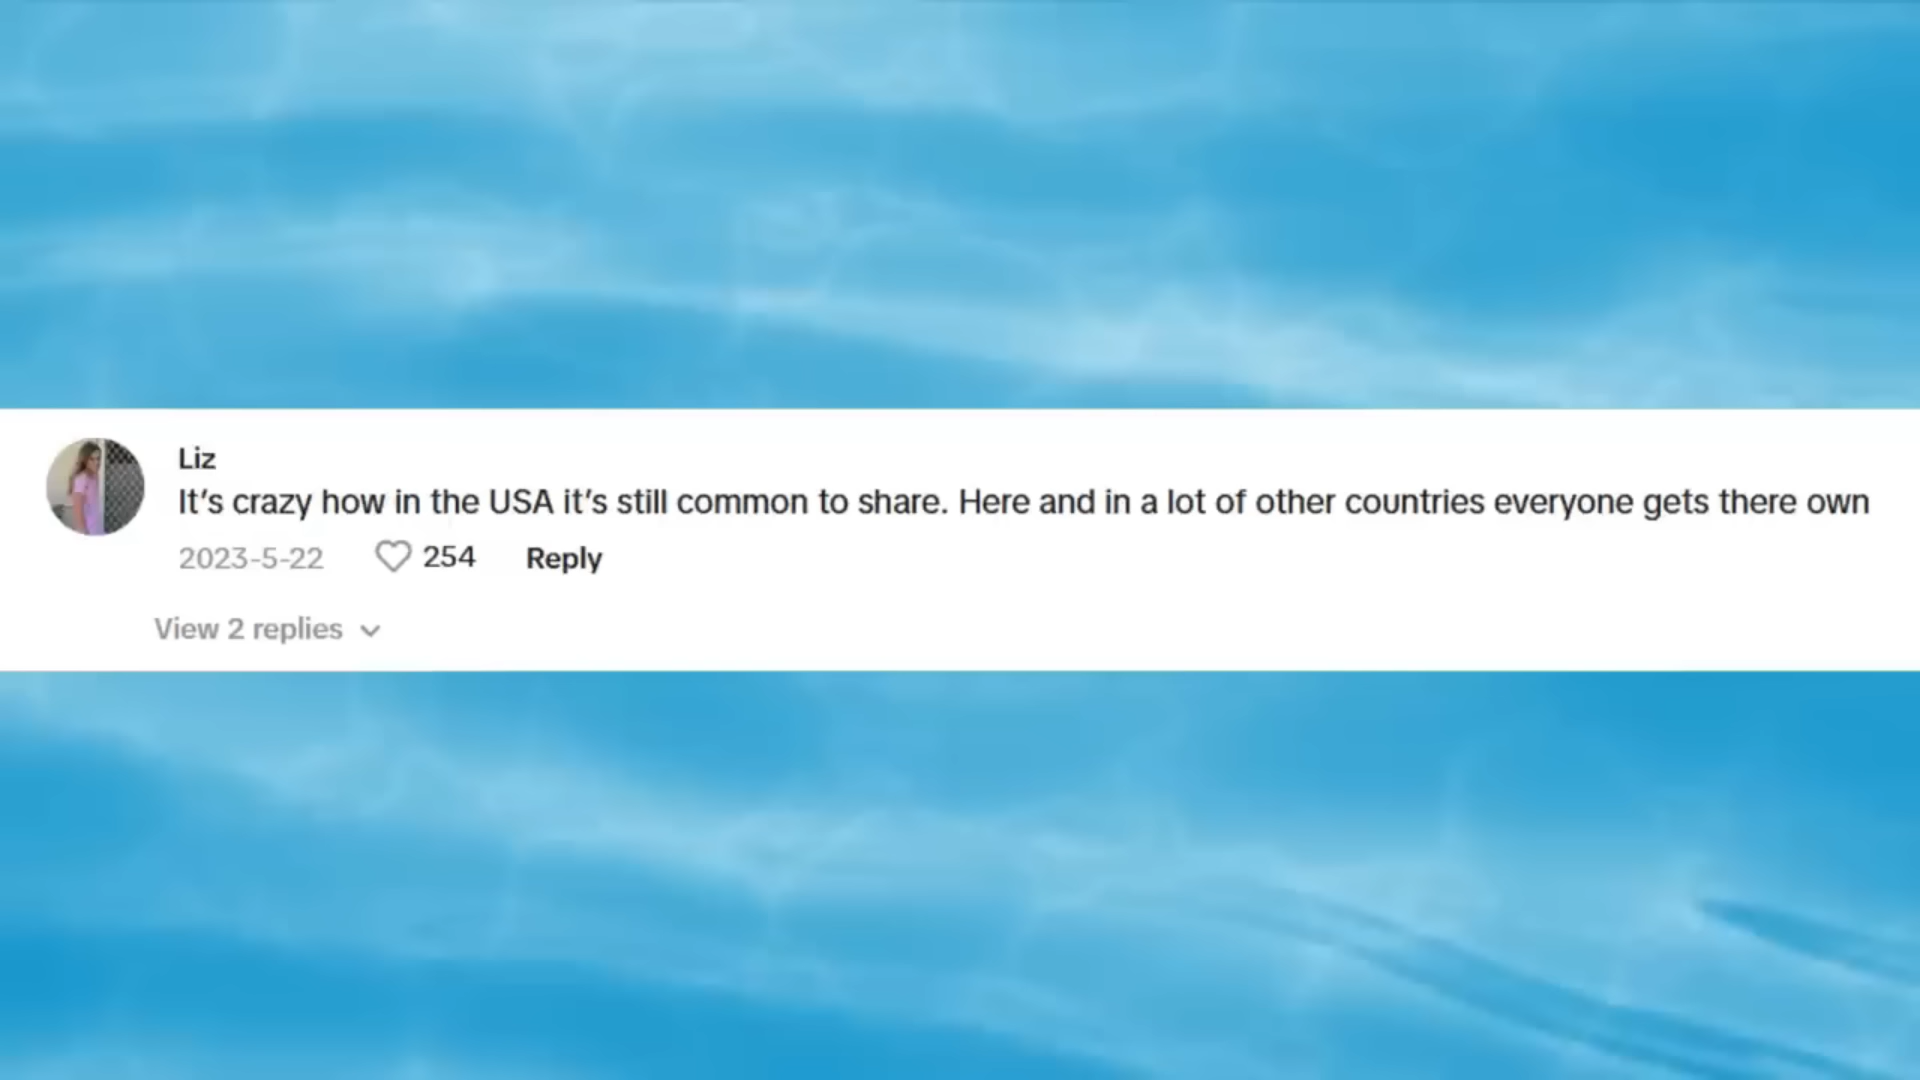 Liz
It's crazy how in the USA it's still common to share. Here and in a lot of other countries everyone gets there own
2023-5-22 254 Reply
View 2 replies